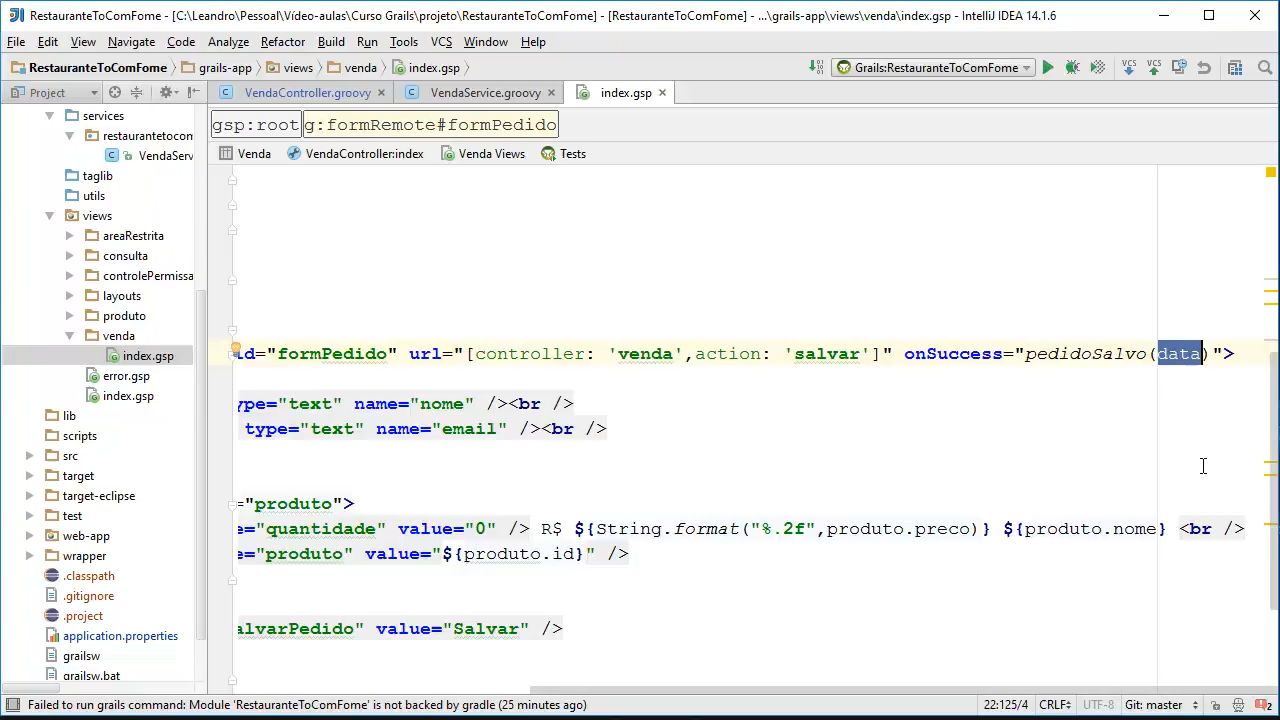 RestauranteToComFome - [C:\Leandro\Pessoal\Vídeo-aulas\Curso Grails\projeto\RestauranteToComFome] - [RestauranteToComFome] - ...\grails-app\views\venda\index.gsp - IntelliJ IDEA 14.1.6
File Edit View Navigate Code Analyze Refactor Build Run Tools VCS Window Help
RestauranteToComFome grails-app views venda index.gsp Grails:RestauranteToComFome VCS VCS
Project VendaController.groovy VendaService.groovy index.gsp
gsp:root g:formRemote#formPedido
Venda VendaController:index Venda Views Tests
services
restaurantetocom
VendaServ
taglib
utils
views
areaRestrita
consulta
controlePermissa
layouts
produto
venda
index.gsp
error.gsp
index.gsp
lib
scripts
src
target
target-eclipse
test
web-app
wrapper
.classpath
.gitignore
.project
application.properties
grailsw
grailsw.bat
id="formPedido" url="[controller: 'venda',action: 'salvar']" onSuccess="pedidoSalvo(data)">
ype="text" name="nome" /><br />
type="text" name="email" /><br />
="produto">
e="quantidade" value="0" /> R$ ${String.format("%.2f",produto.preco)} ${produto.nome} <br />
e="produto" value="${produto.id}" />
alvarPedido" value="Salvar" />
Failed to run grails command: Module 'RestauranteToComFome' is not backed by gradle (25 minutes ago) 22:125/4 CRLF UTF-8 Git: master